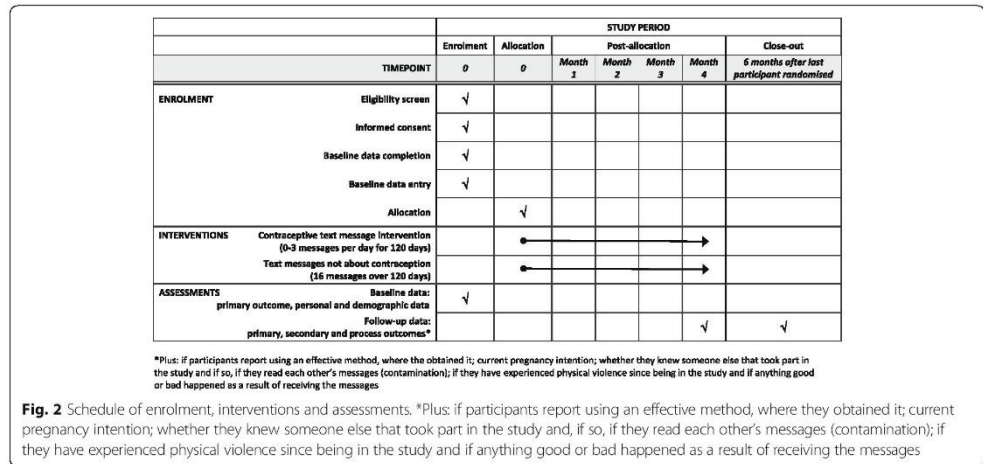 STUDY PERIOD
Enrolment Allocation Post-allocation Close-out
TIMEPOINT 0 0 Month 1 Month 2 Month 3 Month 4 6 months after last participant randomised
ENROLMENT Eligibility screen √
Informed consent √
Baseline data completion √
Baseline data entry √
Allocation √
INTERVENTIONS Contraceptive text message intervention
(0-3 messages per day for 120 days)
Text messages not about contraception
(16 messages over 120 days)
ASSESSMENTS Baseline data:
primary outcome, personal and demographic data √
Follow-up data:
primary, secondary and process outcomes* √ √
*Plus: if participants report using an effective method, where the obtained it; current pregnancy intention; whether they knew someone else that took part in
the study and if so, if they read each other's messages (contamination); if they have experienced physical violence since being in the study and if anything good
or bad happened as a result of receiving the messages
Fig. 2 Schedule of enrolment, interventions and assessments. *Plus: if participants report using an effective method, where they obtained it; current
pregnancy intention; whether they knew someone else that took part in the study and, if so, if they read each other's messages (contamination); if
they have experienced physical violence since being in the study and if anything good or bad happened as a result of receiving the messages